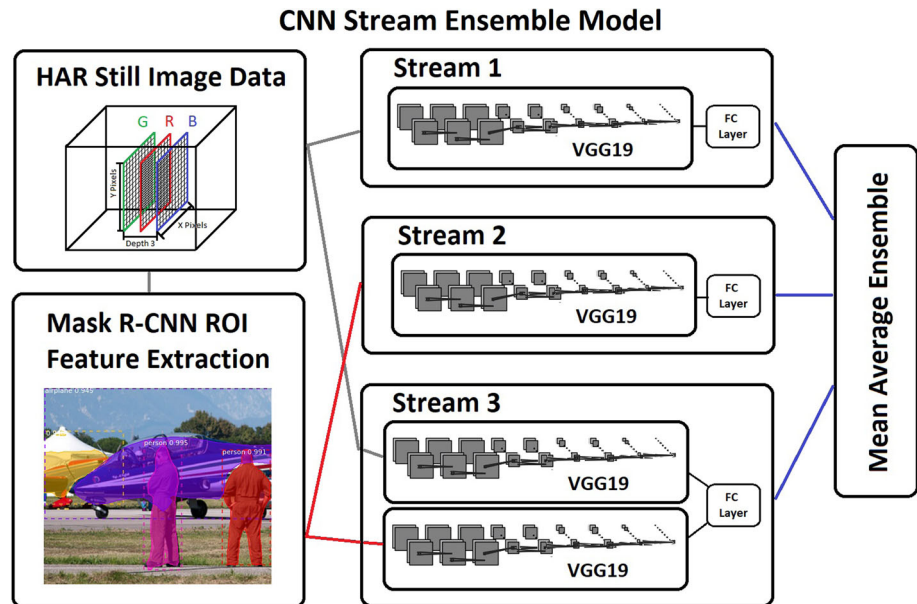 CNN Stream Ensemble Model
HAR Still Image Data
G R B
Y Pixels
X Pixels
Depth 3
Mask R-CNN ROI
Feature Extraction
airplane 0.949
person 0.995
person 0.991
Stream 1
VGG19
FC
Layer
Stream 2
VGG19
FC
Layer
Stream 3
VGG19
VGG19
FC
Layer
Mean Average Ensemble